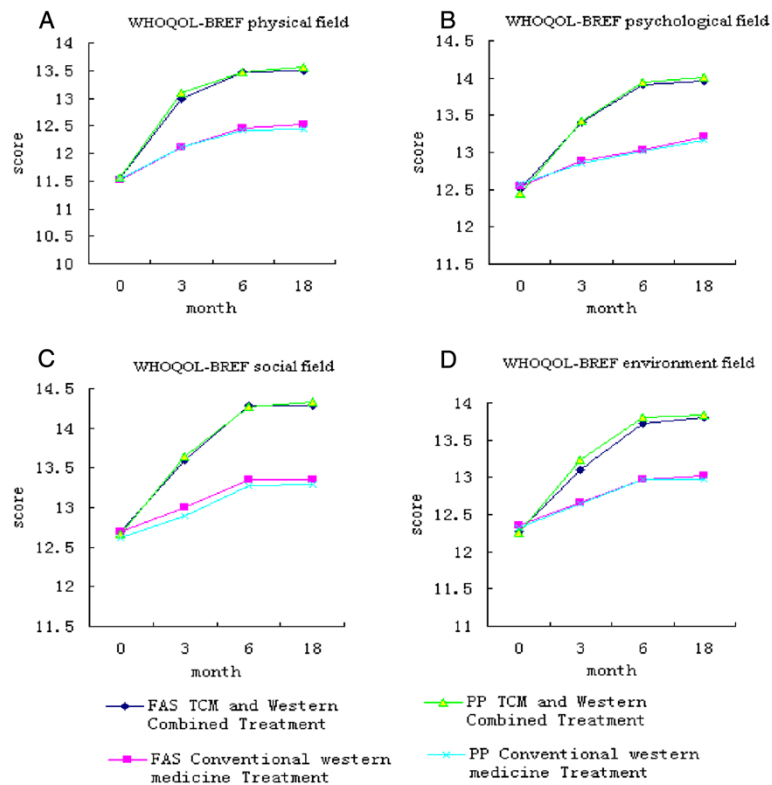 A
WHOQOL-BREF physical field
14
13.5
13
12.5
12
11.5
11
10.5
10
score
0 3 6 18
month
B
WHOQOL-BREF psychological field
14.5
14
13.5
13
12.5
12
11.5
score
0 3 6 18
month
C
WHOQOL-BREF social field
14.5
14
13.5
13
12.5
12
11.5
score
0 3 6 18
month
D
WHOQOL-BREF environment field
14
13.5
13
12.5
12
11.5
11
score
0 3 6 18
month
FAS TCM and Western
Combined Treatment
PP TCM and Western
Combined Treatment
FAS Conventional western
medicine Treatment
PP Conventional western
medicine Treatment